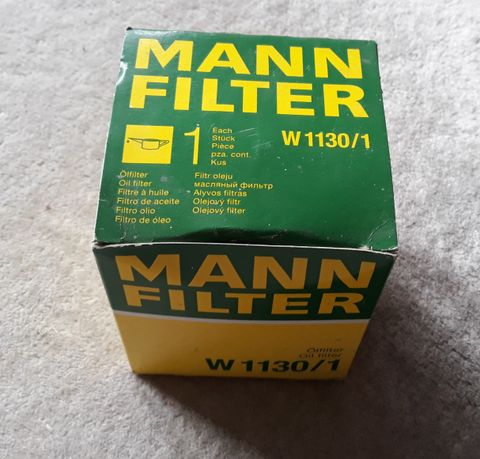 MANN
FILTER
1
Each
Stück
Pièce
pza. cont.
Kus
W 1130/1
Ölfilter
Oil filter
Filtre à huile
Filtro de aceite
Filtro olio
Filtro de óleo
Filtr oleju
масляный фильтр
Alyvos filtras
Olejový filtr
Olejový filter
MANN
FILTER
Ölfilter
Oil filter
W 1130/1